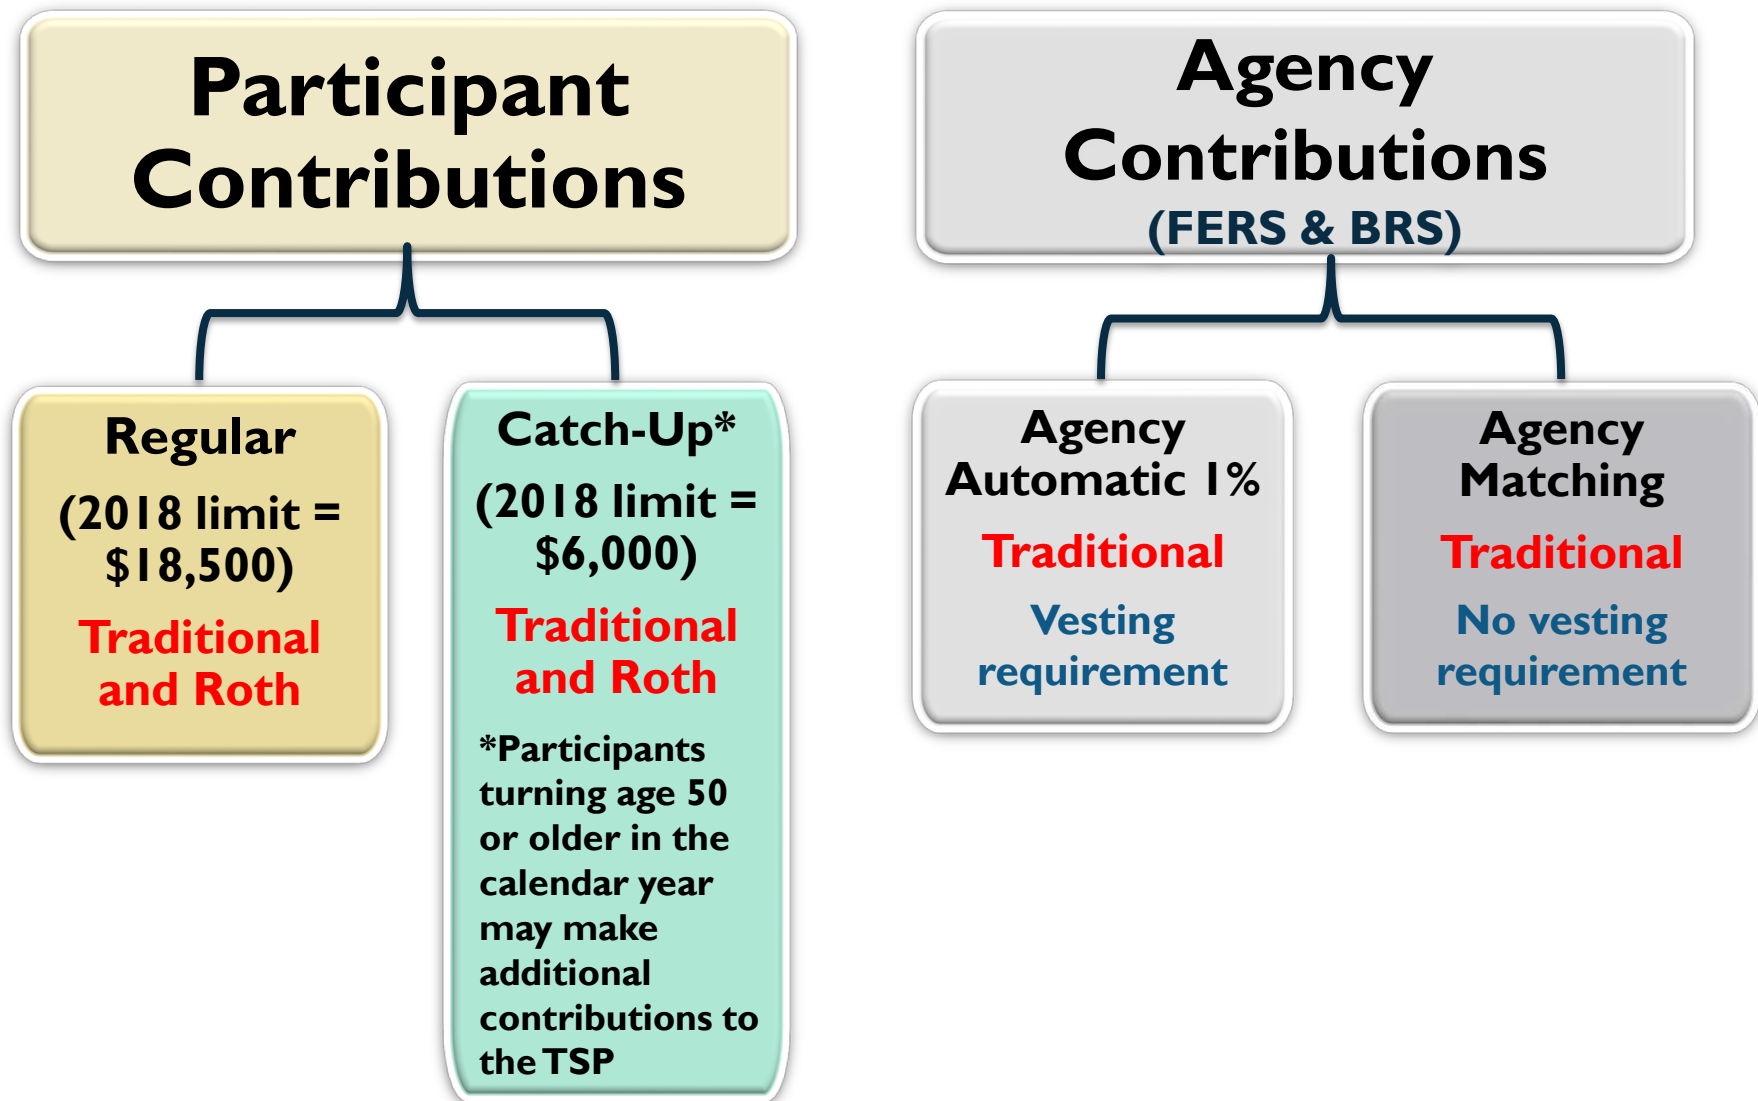 Participant
Contributions
Regular
(2018 limit =
$18,500)
Traditional
and Roth
Catch-Up*
(2018 limit =
$6,000)
Traditional
and Roth
*Participants
turning age 50
or older in the
calendar year
may make
additional
contributions to
the TSP
Agency
Contributions
(FERS & BRS)
Agency
Automatic 1%
Traditional
Vesting
requirement
Agency
Matching
Traditional
No vesting
requirement